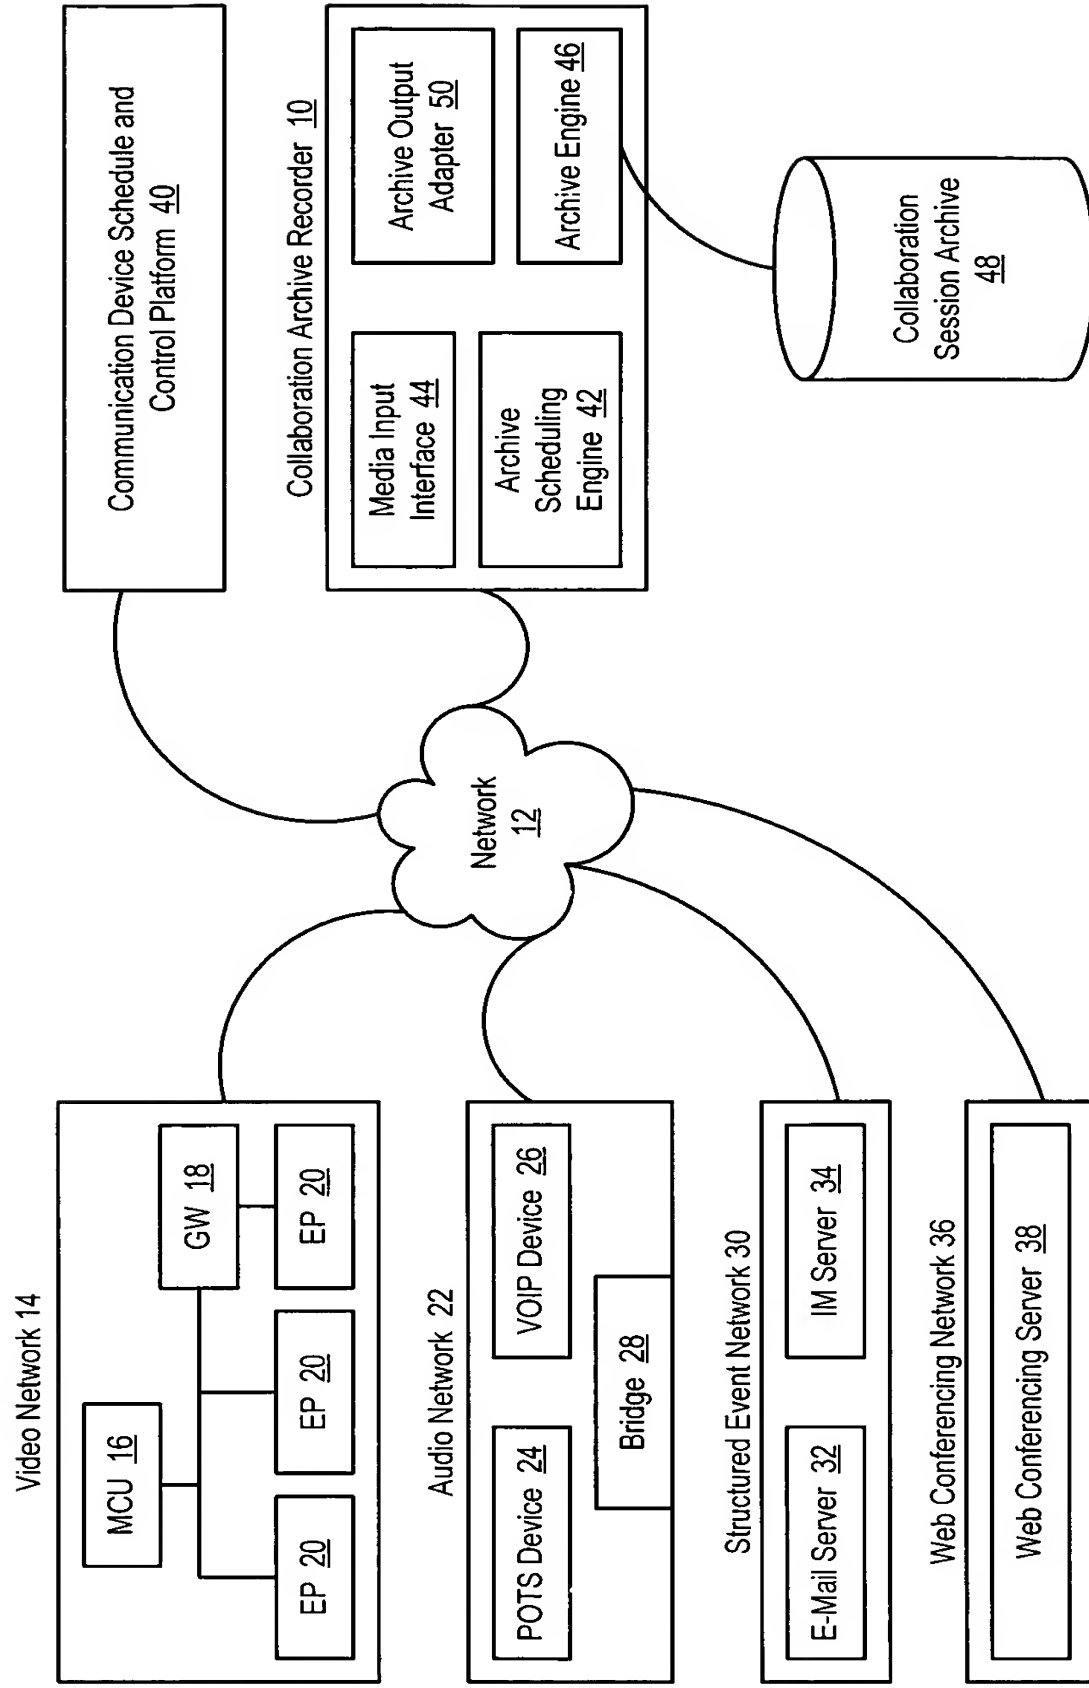 Video Network 14
MCU 16
GW 18
EP 20
EP 20
EP 20
Audio Network 22
POTS Device 24
VOIP Device 26
Bridge 28
Structured Event Network 30
E-Mail Server 32
IM Server 34
Web Conferencing Network 36
Web Conferencing Server 38
Network
12
Communication Device Schedule and
Control Platform 40
Collaboration Archive Recorder 10
Media Input
Interface 44
Archive Output
Adapter 50
Archive
Scheduling
Engine 42
Archive Engine 46
Collaboration
Session Archive
48